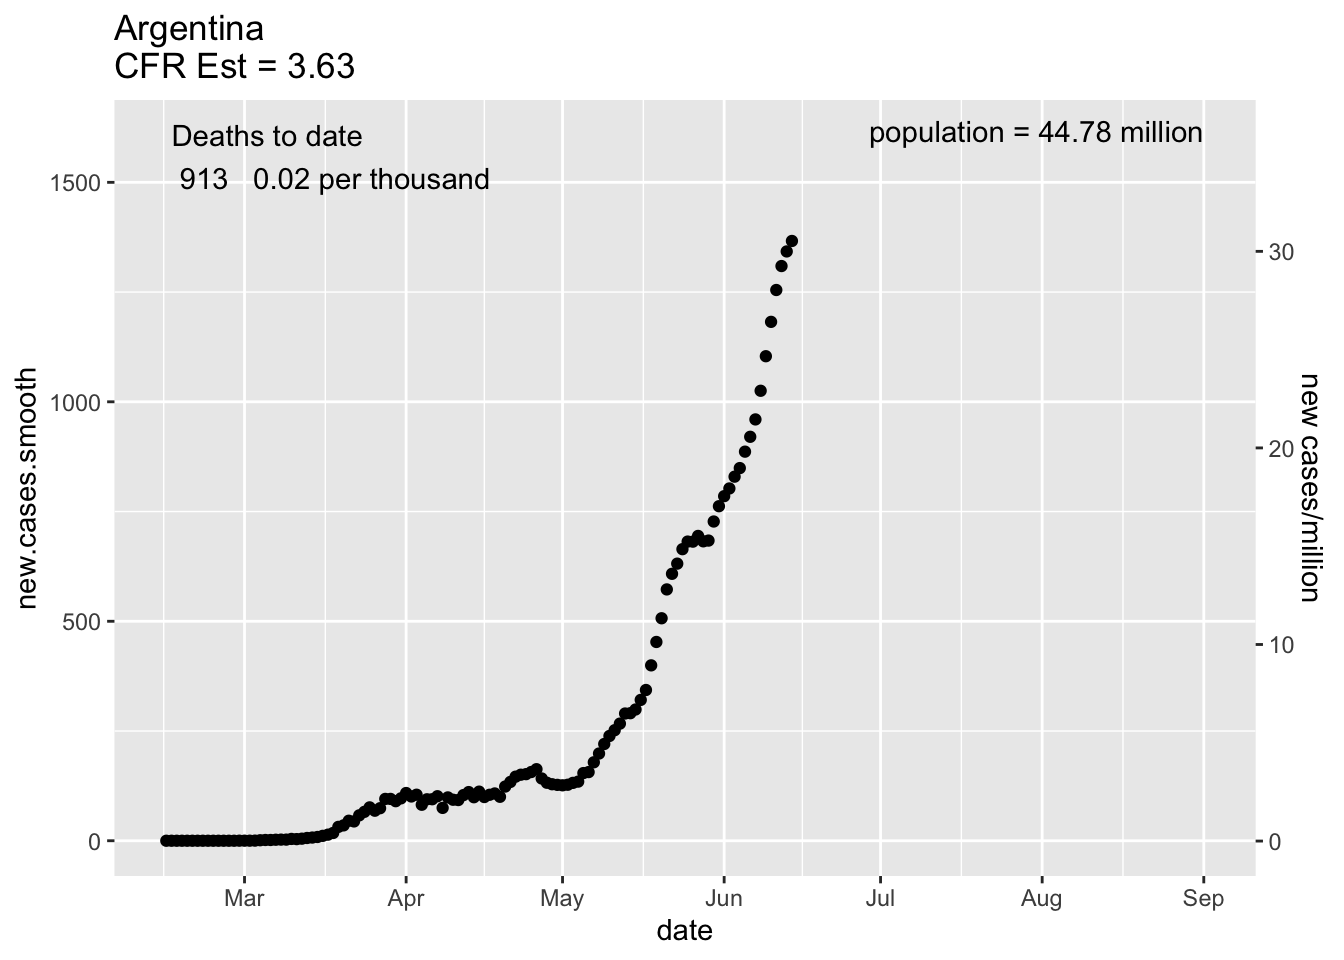 Argentina
CFR Est = 3.63
Deaths to date
population = 44.78 million
913 0.02 per thousand
1500
1000
500
0
30
20
10
0
new.cases.smooth
new cases/million
Mar Apr May Jun Jul Aug Sep
date